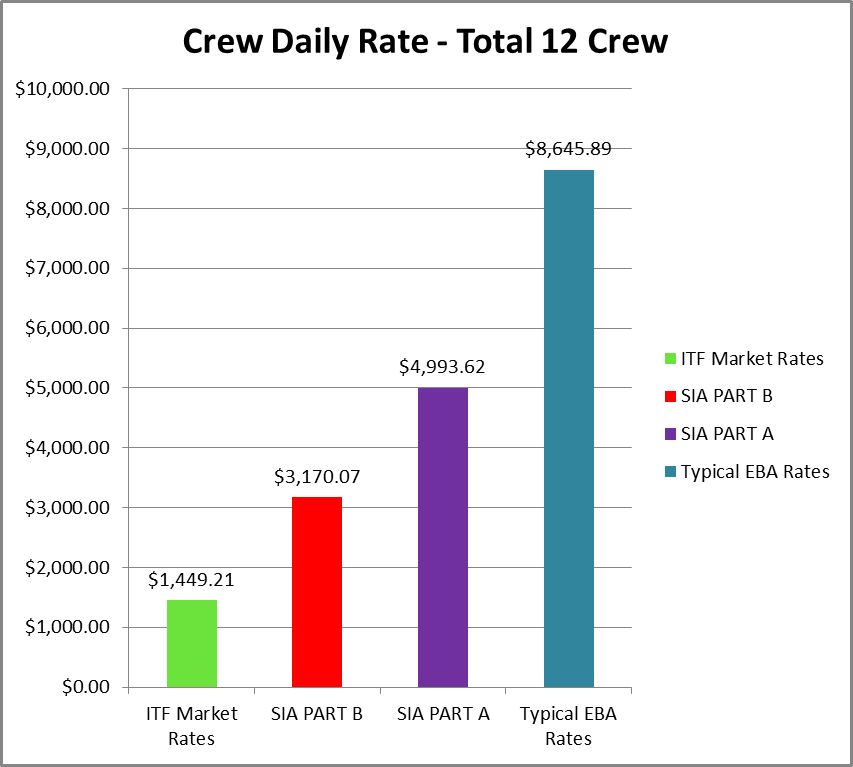 Crew Daily Rate - Total 12 Crew
$10,000.00
$9,000.00
$8,000.00
$7,000.00
$6,000.00
$5,000.00
$4,000.00
$3,000.00
$2,000.00
$1,000.00
$0.00
$1,449.21
$3,170.07
$4,993.62
$8,645.89
ITF Market
Rates
SIA PART B
SIA PART A
Typical EBA
Rates
ITF Market Rates
SIA PART B
SIA PART A
Typical EBA Rates